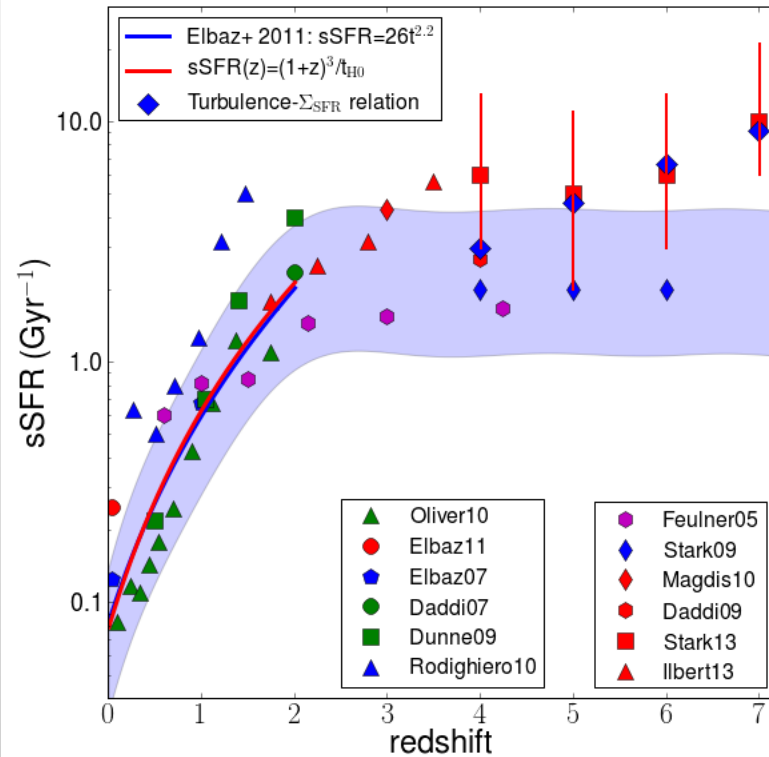 Elbaz+ 2011: sSFR=26t^2.2
sSFR(z)=(1+z)^3/t_H0
Turbulence-Σ_SFR relation
10.0
1.0
0.1
sSFR (Gyr^−1)
Oliver10
Elbaz11
Elbaz07
Daddi07
Dunne09
Rodighiero10
Feulner05
Stark09
Magdis10
Daddi09
Stark13
Ilbert13
0 1 2 3 4 5 6 7
redshift